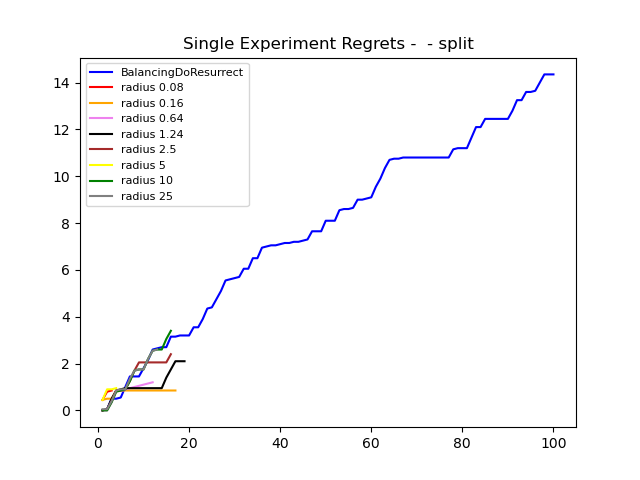 Single Experiment Regrets -  - split
BalancingDoResurrect
radius 0.08
radius 0.16
radius 0.64
radius 1.24
radius 2.5
radius 5
radius 10
radius 25
14
12
10
8
6
4
2
0
0 20 40 60 80 100